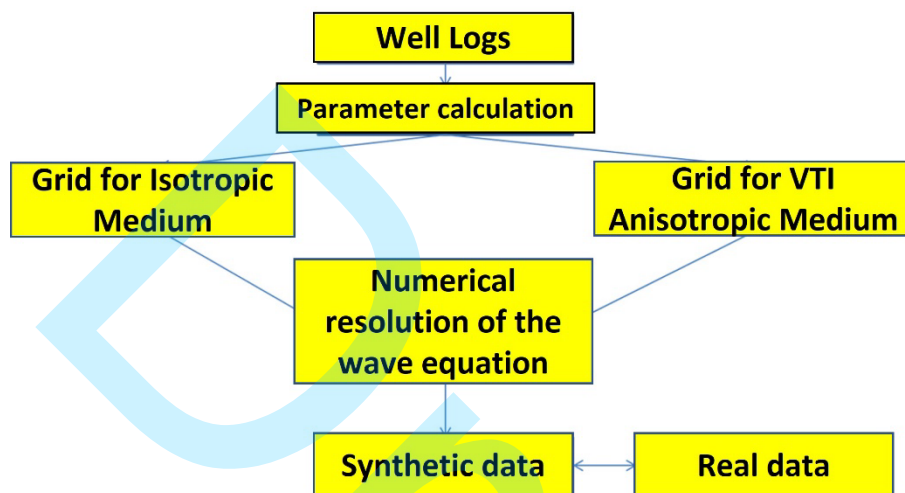 Well Logs
Parameter calculation
Grid for Isotropic
Medium
Grid for VTI
Anisotropic Medium
Numerical
resolution of the
wave equation
Synthetic data
Real data